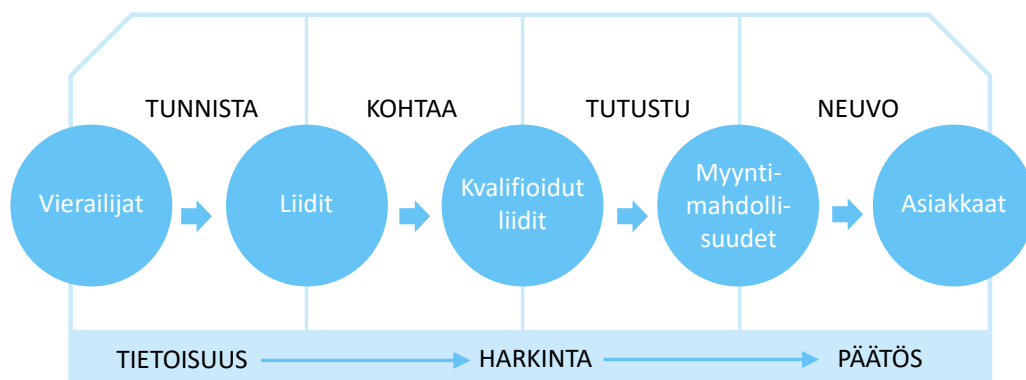 TUNNISTA
KOHTAA
TUTUSTU
NEUVO
Vierailijat
Liidit
Kvalifioidut
liidit
Myynti-
mahdolli-
suudet
Asiakkaat
TIETOISUUS
HARKINTA
PÄÄTÖS